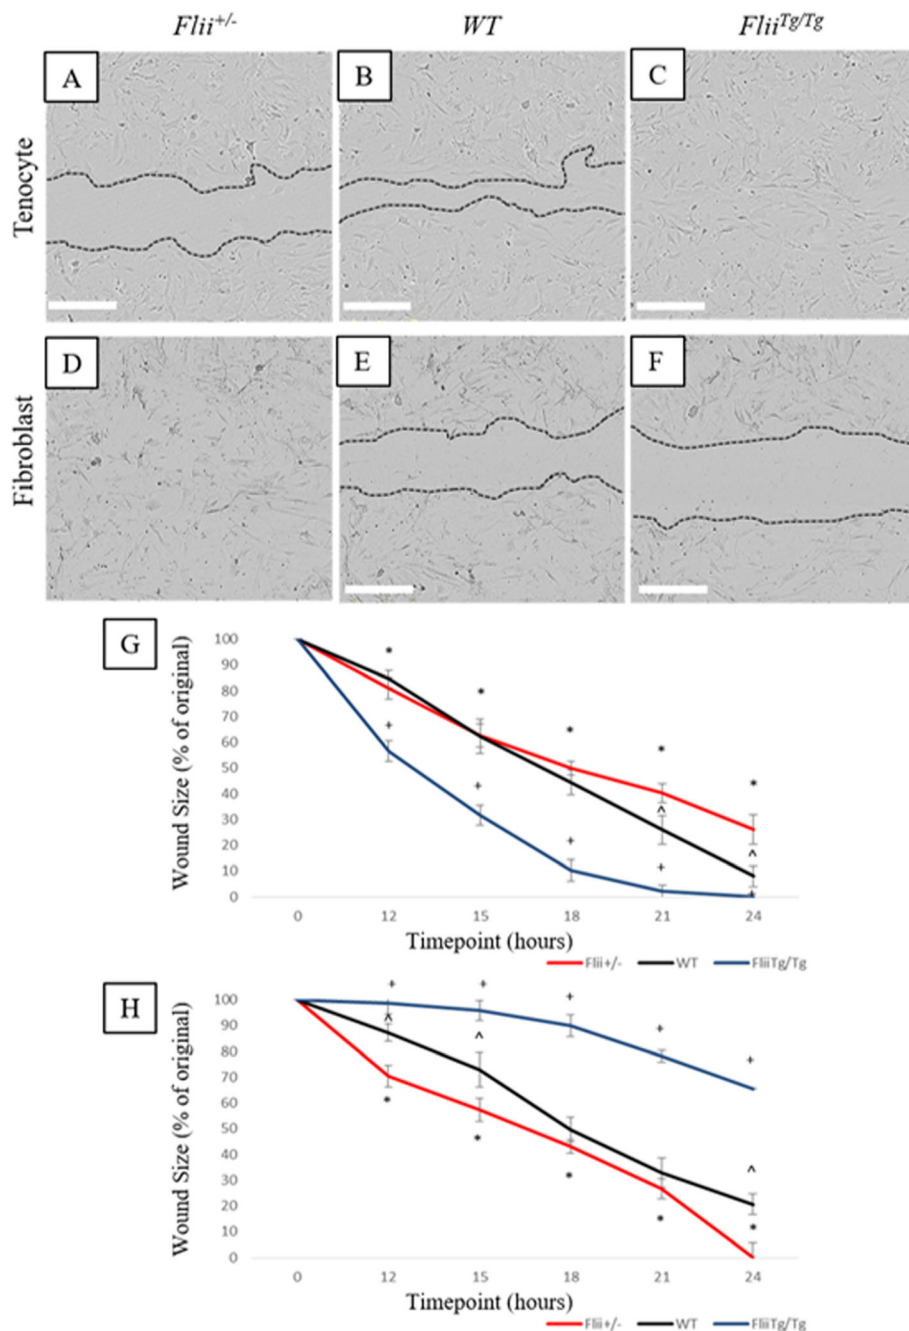 Flii+/- WT FliiTg/Tg
A B C
Tenocyte
D E F
Fibroblast
G
Wound Size (% of original)
100
90
80
70
60
50
40
30
20
10
0
* * * * *
+ + + + +
^ ^
0 12 15 18 21 24
Timepoint (hours)
Flii+/- WT FliiTg/Tg
H
Wound Size (% of original)
100
90
80
70
60
50
40
30
20
10
0
+ + + + +
^ ^ ^
* * * * *
0 12 15 18 21 24
Timepoint (hours)
Flii+/- WT FliiTg/Tg